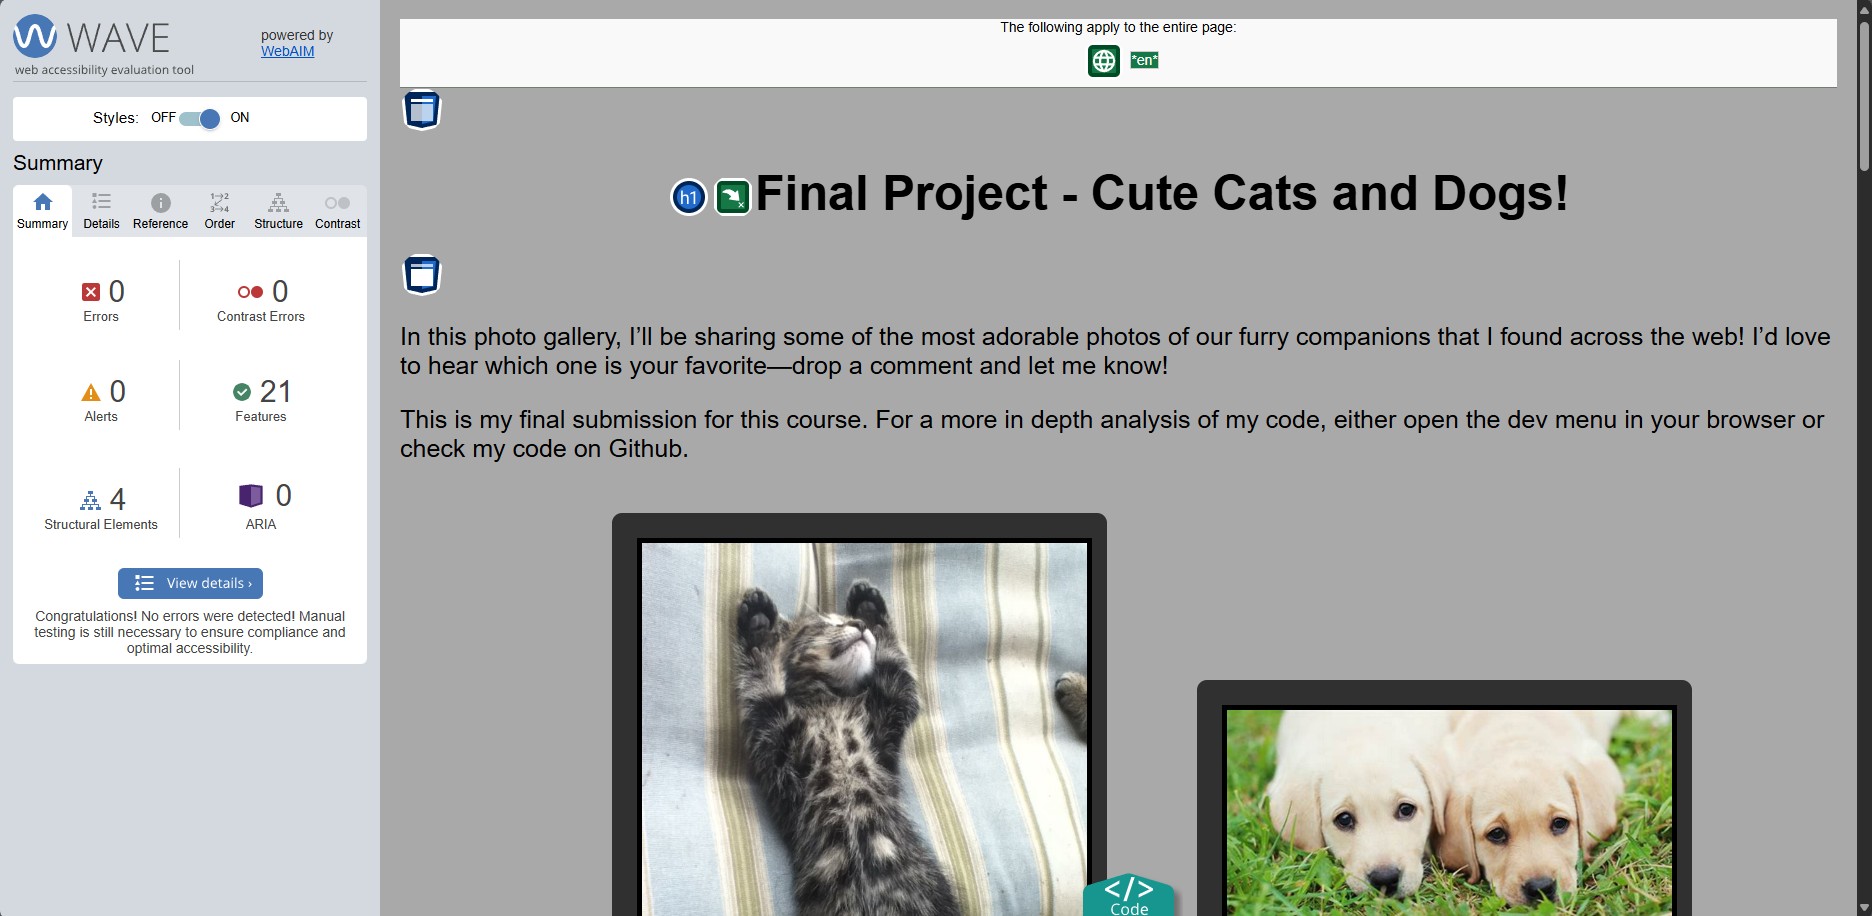 WAVE
powered by
WebAIM
web accessibility evaluation tool
Styles: OFF ON
Summary
Summary Details Reference Order Structure Contrast
0
Errors
0
Contrast Errors
0
Alerts
21
Features
4
Structural Elements
0
ARIA
View details ›
Congratulations! No errors were detected! Manual
testing is still necessary to ensure compliance and
optimal accessibility.
The following apply to the entire page:
*en*
h1 Final Project - Cute Cats and Dogs!
In this photo gallery, I’ll be sharing some of the most adorable photos of our furry companions that I found across the web! I’d love
to hear which one is your favorite—drop a comment and let me know!
This is my final submission for this course. For a more in depth analysis of my code, either open the dev menu in your browser or
check my code on Github.
</>
Code